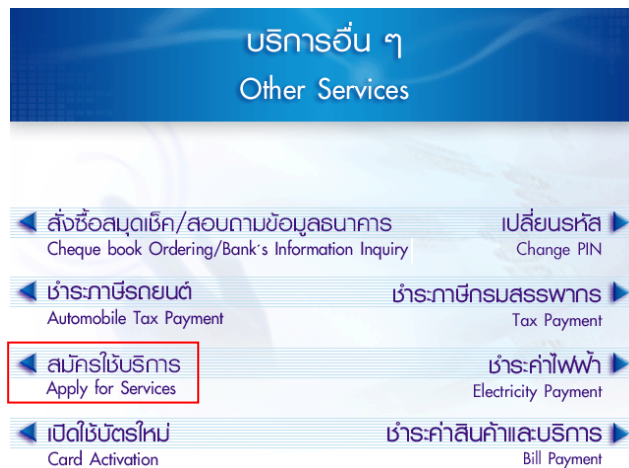 บริการอื่น ๆ
Other Services
สั่งซื้อสมุดเช็ค/สอบถามข้อมูลธนาคาร
Cheque book Ordering/Bank's Information Inquiry
เปลี่ยนรหัส
Change PIN
ชำระภาษีรถยนต์
Automobile Tax Payment
ชำระภาษีกรมสรรพากร
Tax Payment
สมัครใช้บริการ
Apply for Services
ชำระค่าไฟฟ้า
Electricity Payment
เปิดใช้บัตรใหม่
Card Activation
ชำระค่าสินค้าและบริการ
Bill Payment